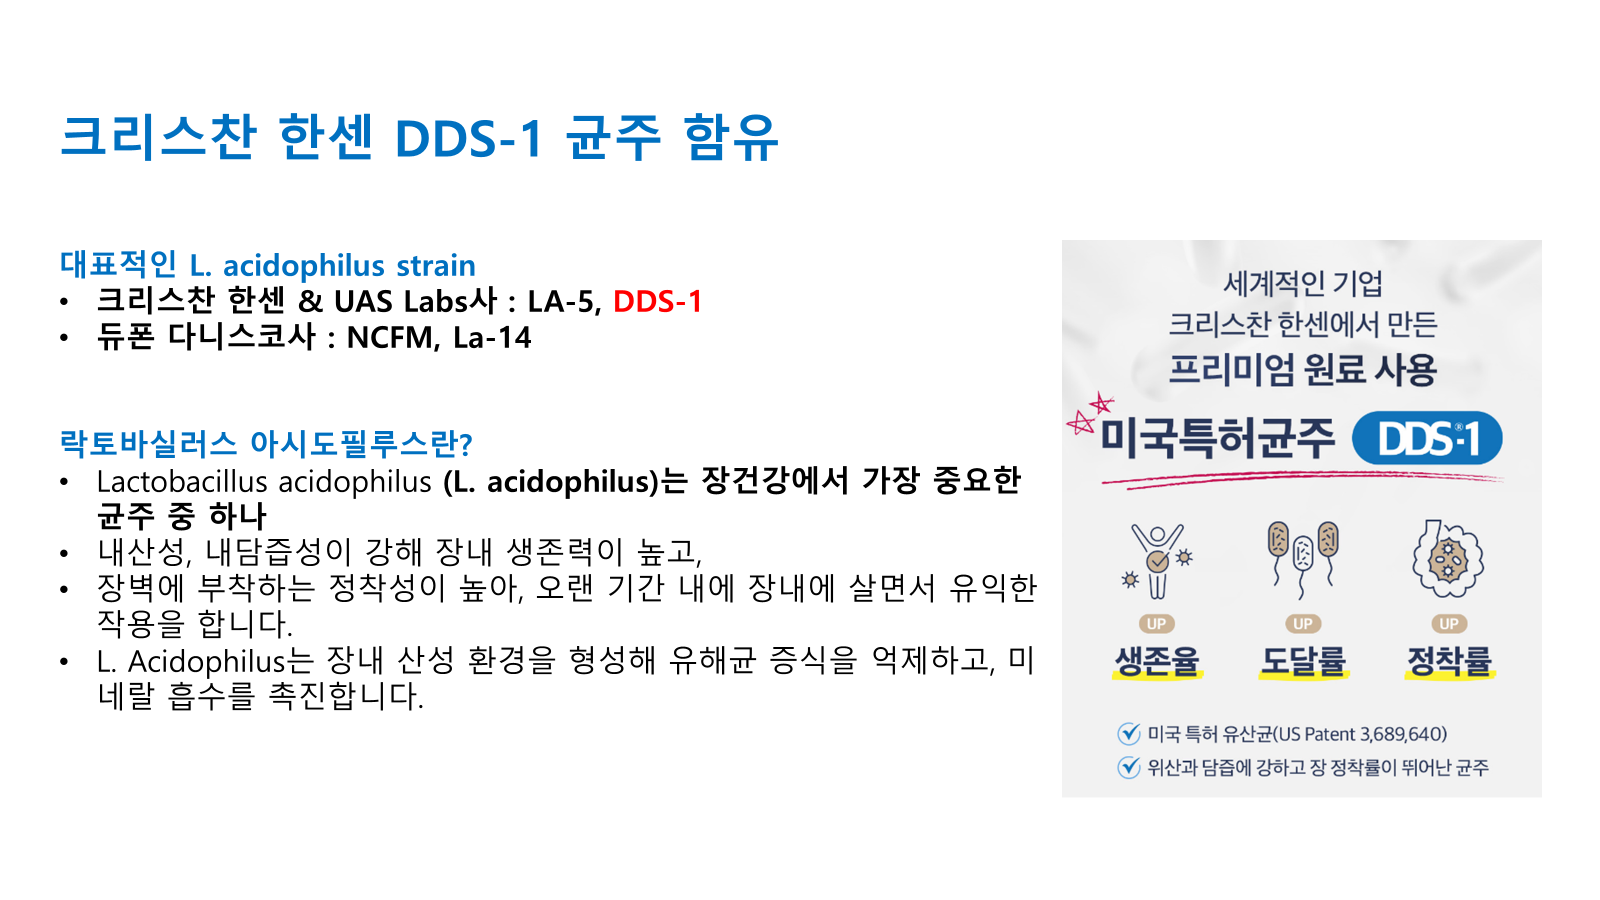 크리스찬 한센 DDS-1 균주 함유
대표적인 L. acidophilus strain
• 크리스찬 한센 & UAS Labs사 : LA-5, DDS-1
• 듀폰 다니스코사 : NCFM, La-14
락토바실러스 아시도필루스란?
• Lactobacillus acidophilus (L. acidophilus)는 장건강에서 가장 중요한
균주 중 하나
• 내산성, 내담즙성이 강해 장내 생존력이 높고,
• 장벽에 부착하는 정착성이 높아, 오랜 기간 내에 장내에 살면서 유익한
작용을 합니다.
• L. Acidophilus는 장내 산성 환경을 형성해 유해균 증식을 억제하고, 미
네랄 흡수를 촉진합니다.
세계적인 기업
크리스찬 한센에서 만든
프리미엄 원료 사용
미국특허균주 DDS®-1
UP UP UP
생존율 도달률 정착률
미국 특허 유산균(US Patent 3,689,640)
위산과 담즙에 강하고 장 정착률이 뛰어난 균주